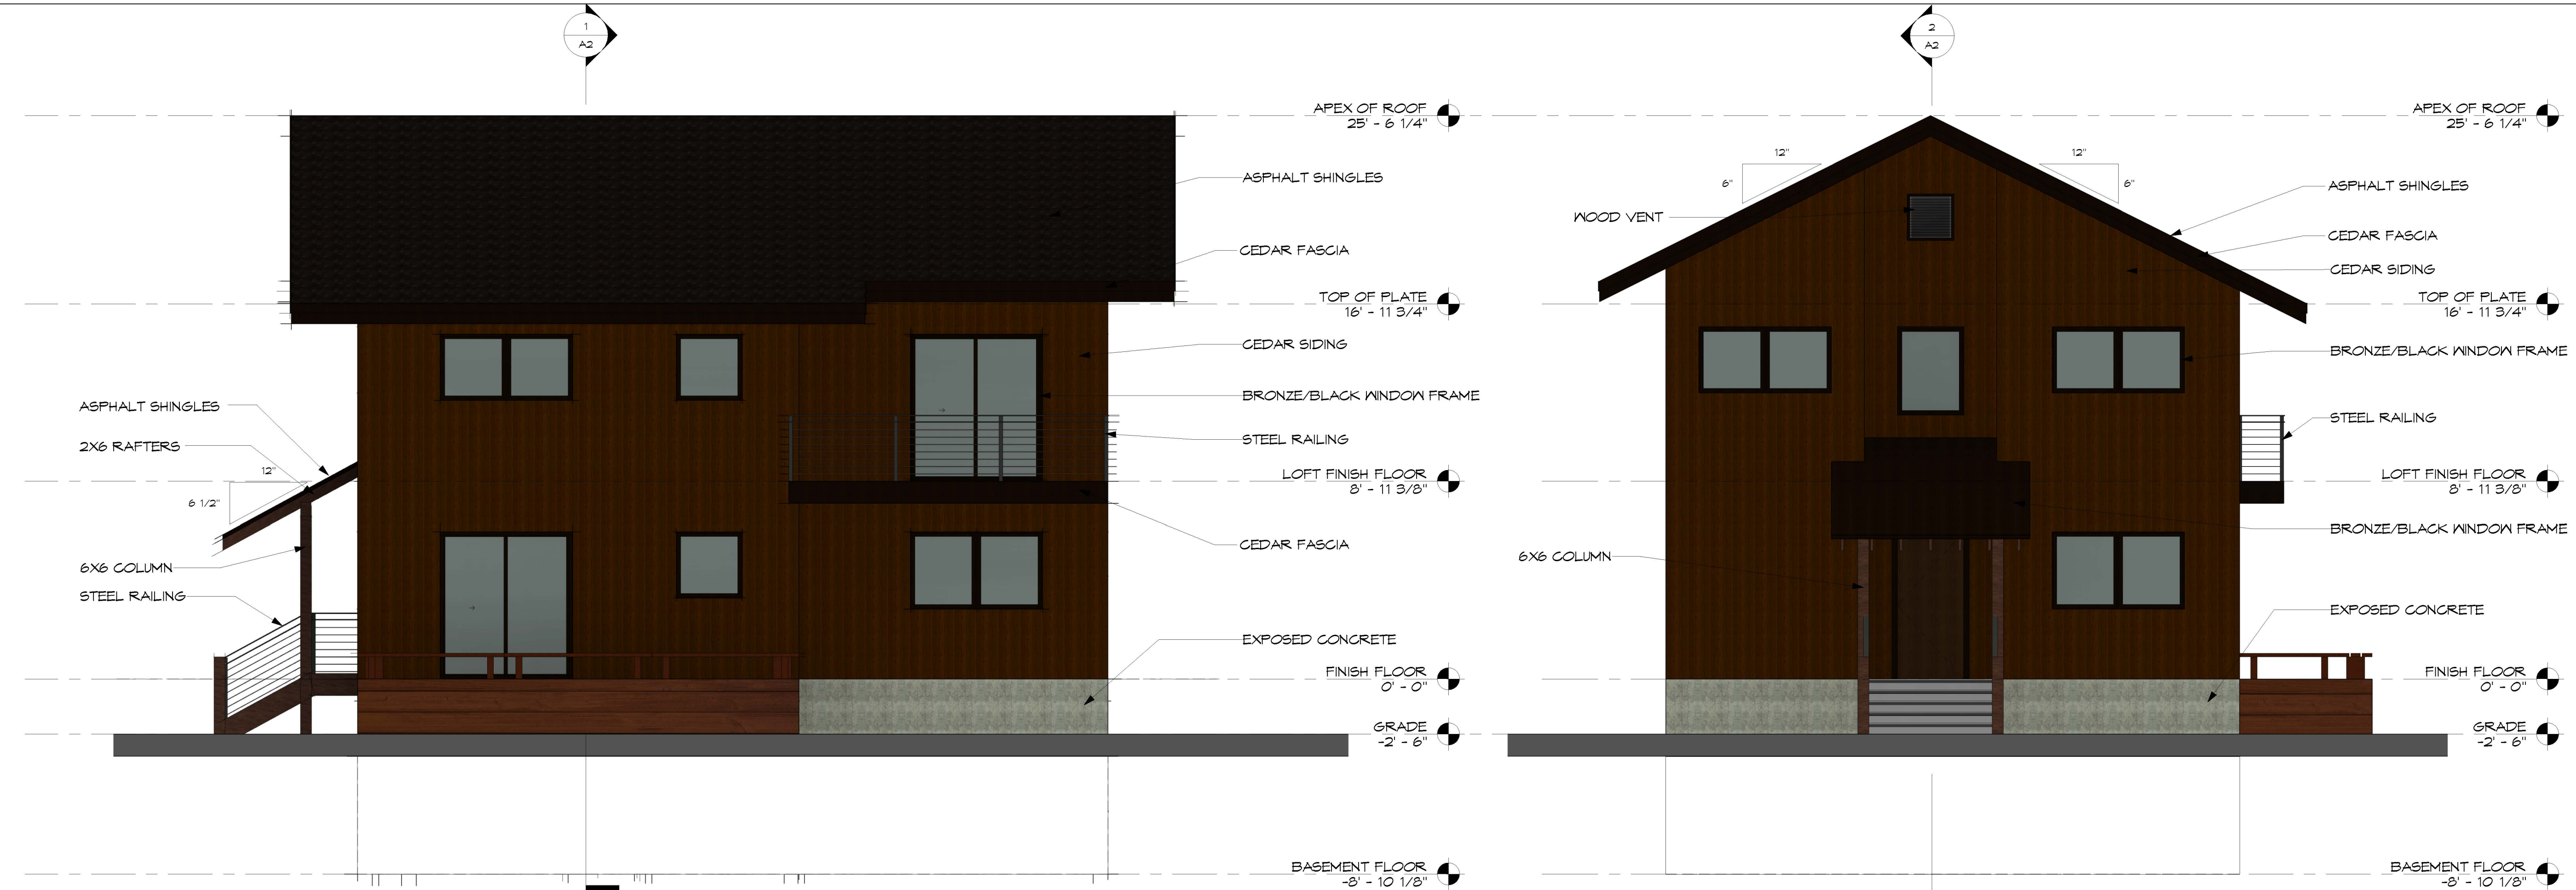 1
A2
2
A2
APEX OF ROOF
25' - 6 1/4"
ASPHALT SHINGLES
CEDAR FASCIA
TOP OF PLATE
16' - 11 3/4"
CEDAR SIDING
BRONZE/BLACK WINDOW FRAME
STEEL RAILING
LOFT FINISH FLOOR
8' - 11 3/8"
CEDAR FASCIA
EXPOSED CONCRETE
FINISH FLOOR
0' - 0"
GRADE
-2' - 6"
BASEMENT FLOOR
-8' - 10 1/8"
ASPHALT SHINGLES
2X6 RAFTERS
12"
6 1/2"
6X6 COLUMN
STEEL RAILING
12"
6"
12"
6"
WOOD VENT
6X6 COLUMN
APEX OF ROOF
25' - 6 1/4"
ASPHALT SHINGLES
CEDAR FASCIA
CEDAR SIDING
TOP OF PLATE
16' - 11 3/4"
BRONZE/BLACK WINDOW FRAME
STEEL RAILING
LOFT FINISH FLOOR
8' - 11 3/8"
BRONZE/BLACK WINDOW FRAME
EXPOSED CONCRETE
FINISH FLOOR
0' - 0"
GRADE
-2' - 6"
BASEMENT FLOOR
-8' - 10 1/8"